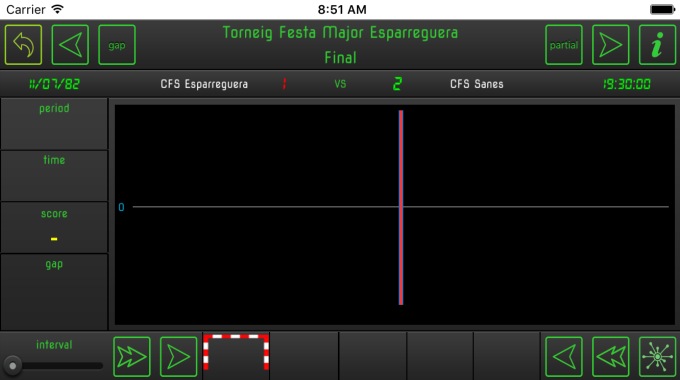 Carrier 8:51 AM
gap
Torneig Festa Major Esparreguera
Final
partial
i
11/07/82
CFS Esparreguera 1 VS 2 CFS Sanes
19:30:00
period
time
score
-
gap
0
interval